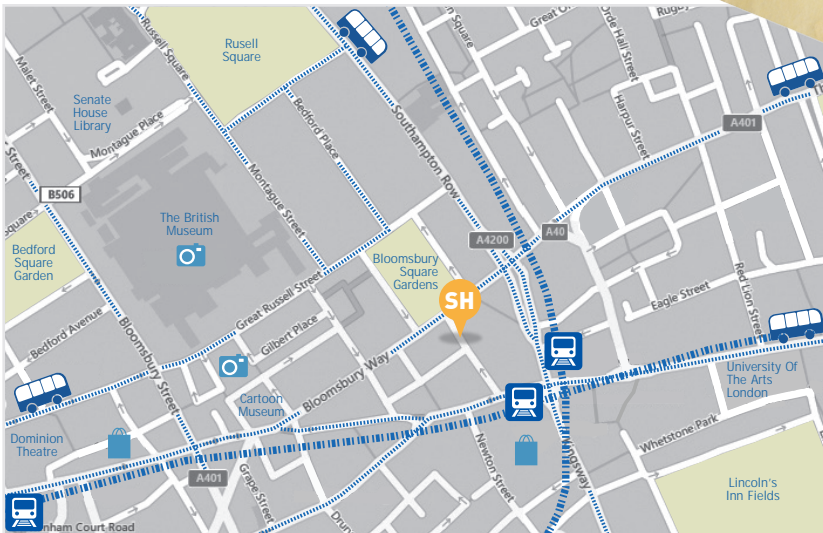 Rusell
Square
Russell Square
Malet Street
Senate
House
Library
Montague Place
B506
Square
Bedford
Square
Garden
The British
Museum
Bedford Place
Montague Street
Southampton Row
Great
Orde Hall Street
Harpur Street
A401
A4200
A40
Bloomsbury
Square
Gardens
SH
Great Russell Street
Gilbert Place
Bedford Avenue
Bloomsbury Street
Bloomsbury Way
Cartoon
Museum
Dominion
Theatre
A401
Grape Street
Newton Street
Kingsway
Eagle Street
Red Lion Street
University Of
The Arts
London
Whetstone Park
Lincoln's
Inn Fields
nham Court Road